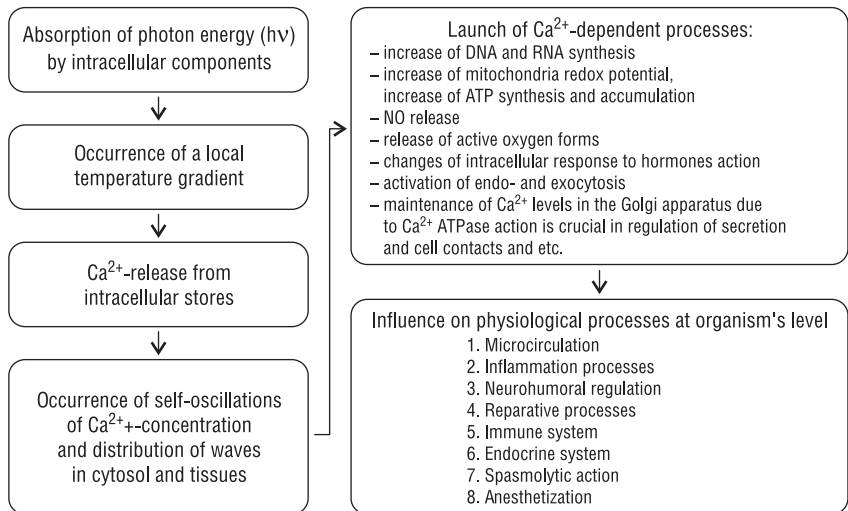 Absorption of photon energy (hν)
by intracellular components
Occurrence of a local
temperature gradient
Ca²⁺-release from
intracellular stores
Occurrence of self-oscillations
of Ca²⁺+-concentration
and distribution of waves
in cytosol and tissues
Launch of Ca²⁺-dependent processes:
– increase of DNA and RNA synthesis
– increase of mitochondria redox potential,
increase of ATP synthesis and accumulation
– NO release
– release of active oxygen forms
– changes of intracellular response to hormones action
– activation of endo- and exocytosis
– maintenance of Ca²⁺ levels in the Golgi apparatus due
to Ca²⁺ ATPase action is crucial in regulation of secretion
and cell contacts and etc.
Influence on physiological processes at organism's level
1. Microcirculation
2. Inflammation processes
3. Neurohumoral regulation
4. Reparative processes
5. Immune system
6. Endocrine system
7. Spasmolytic action
8. Anesthetization